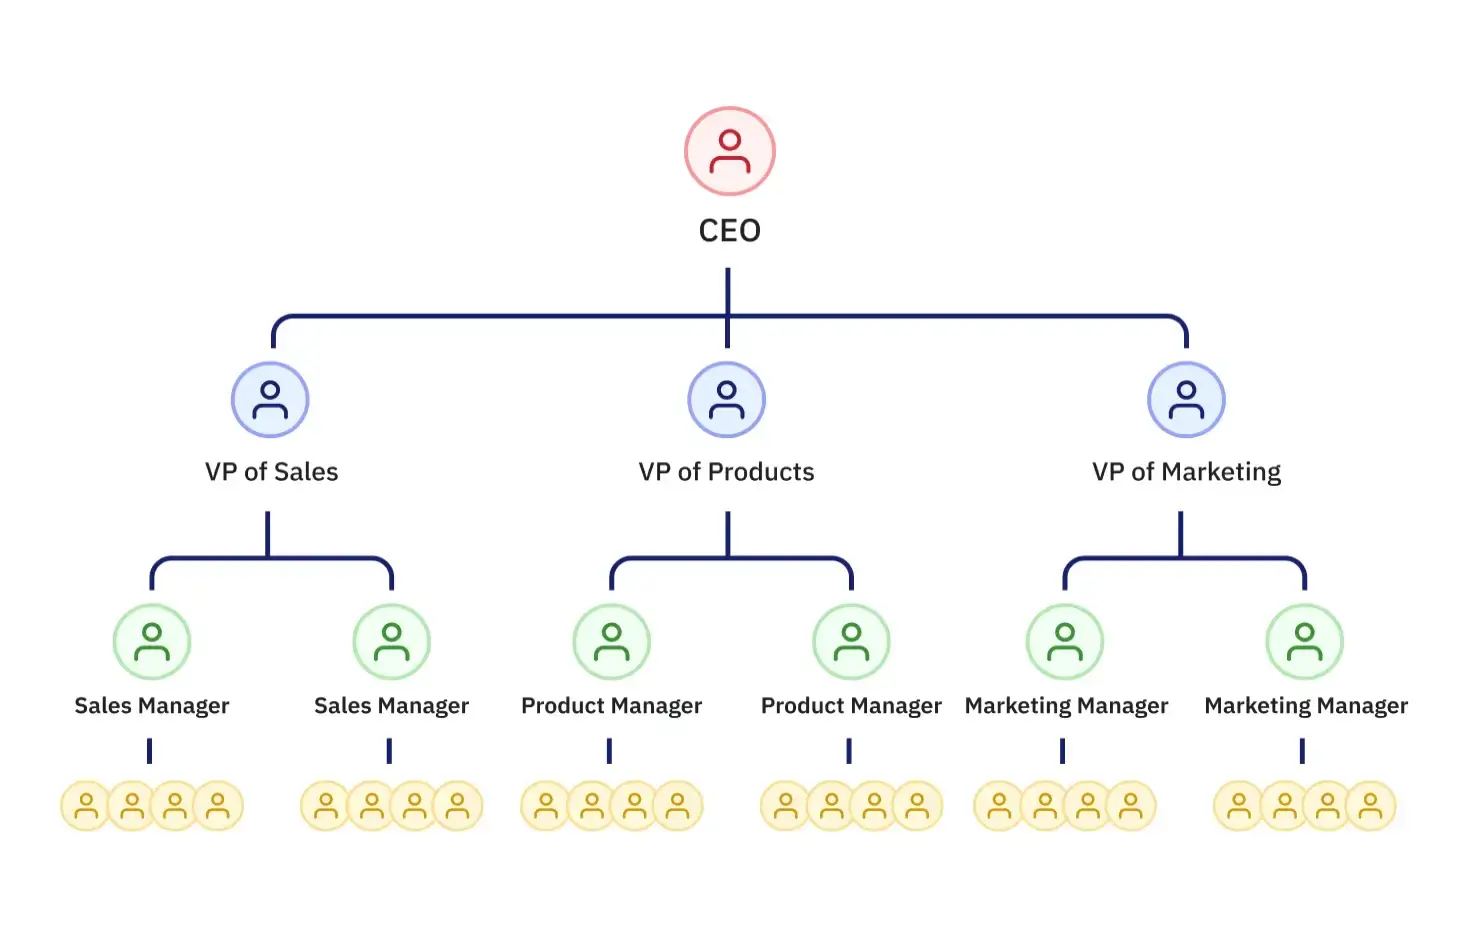 CEO
VP of Sales
VP of Products
VP of Marketing
Sales Manager
Sales Manager
Product Manager
Product Manager
Marketing Manager
Marketing Manager